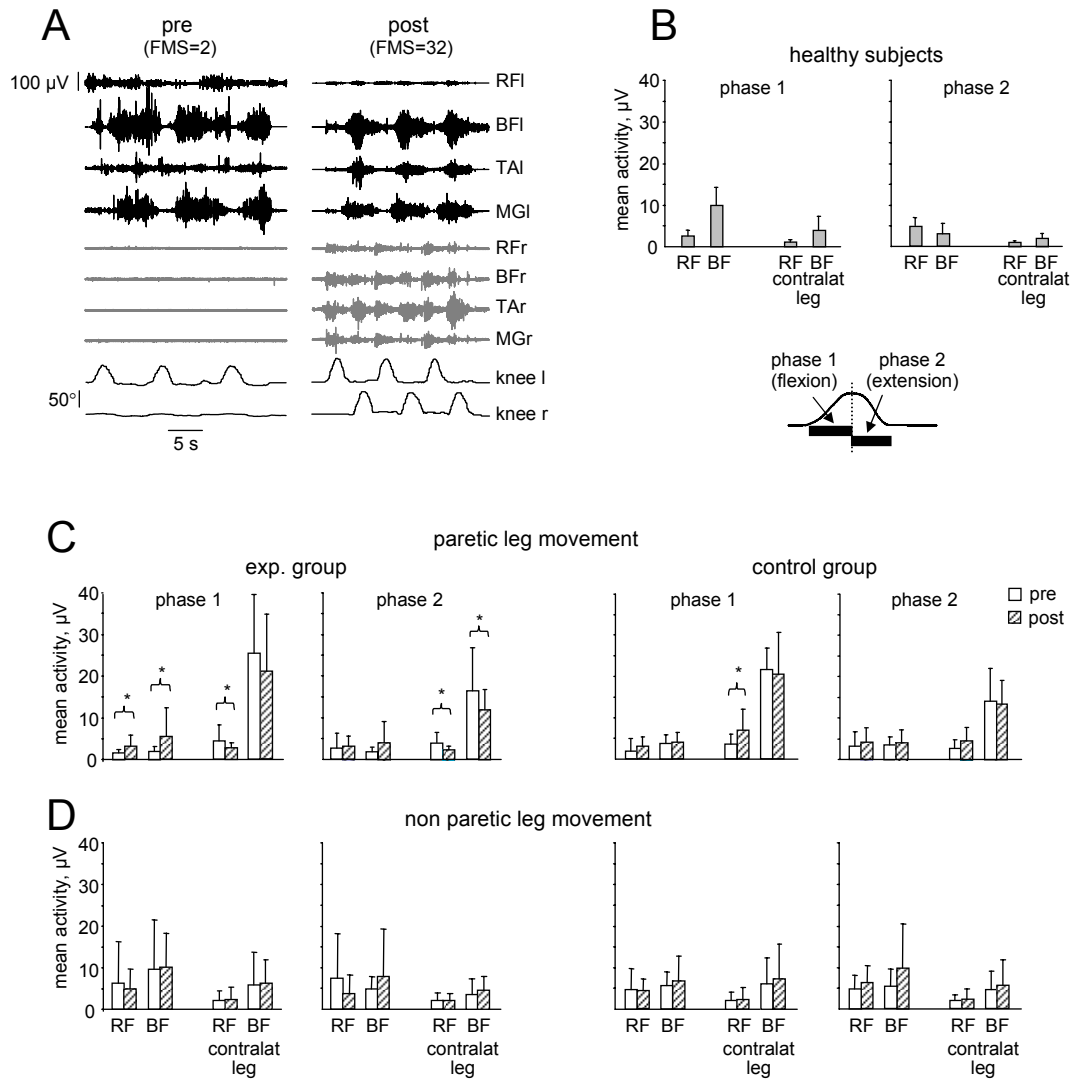 A
pre
(FMS=2)
post
(FMS=32)
100 µV
RFl
BFl
TAl
MGl
RFr
BFr
TAr
MGr
knee l
50°
knee r
5 s
B
healthy subjects
phase 1
phase 2
mean activity, µV
40
30
20
10
0
RF BF
RF BF
contralat
leg
RF BF
RF BF
contralat
leg
phase 1
(flexion)
phase 2
(extension)
C
paretic leg movement
exp. group
control group
phase 1
phase 2
phase 1
phase 2
pre
post
mean activity, µV
40
30
20
10
0
*
*
*
*
*
*
D
non paretic leg movement
mean activity, µV
40
30
20
10
0
RF BF
RF BF
contralat
leg
RF BF
RF BF
contralat
leg
RF BF
RF BF
contralat
leg
RF BF
RF BF
contralat
leg